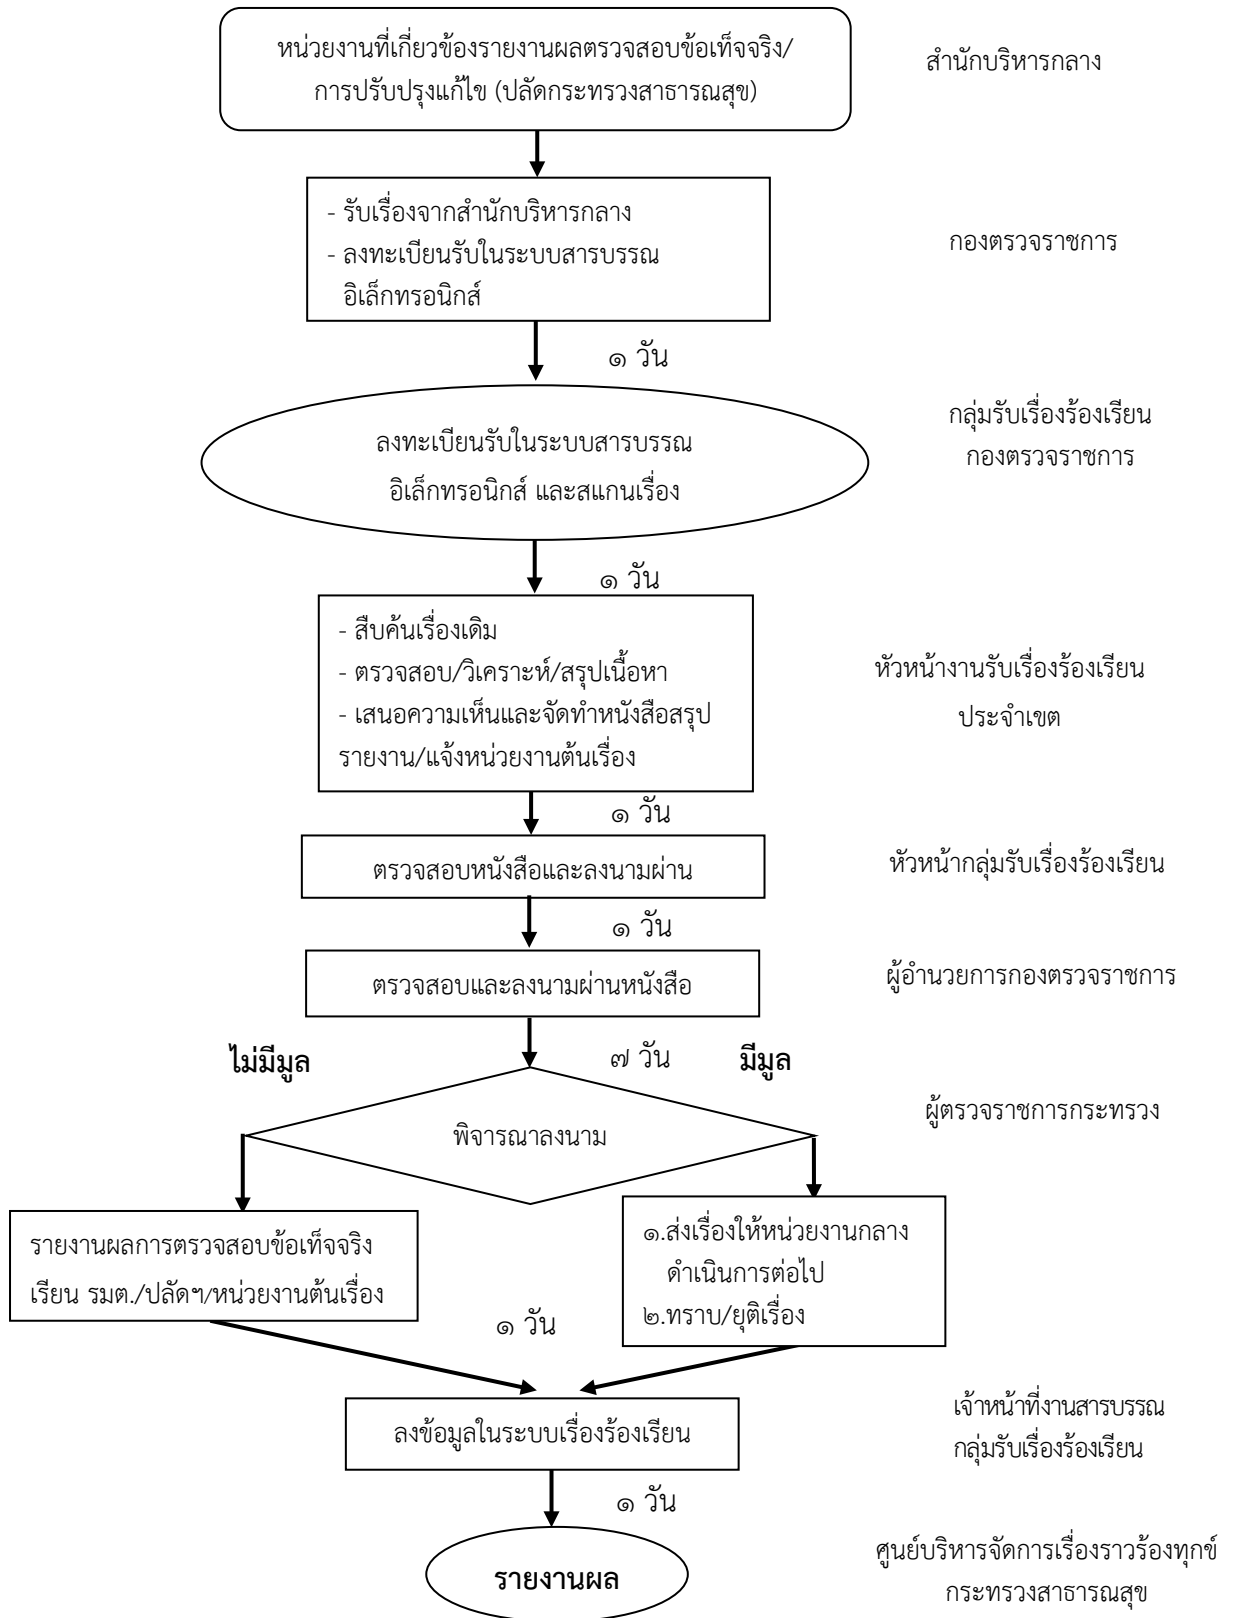 หน่วยงานที่เกี่ยวข้องรายงานผลตรวจสอบข้อเท็จจริง/
การปรับปรุงแก้ไข (ปลัดกระทรวงสาธารณสุข)
สำนักบริหารกลาง
- รับเรื่องจากสำนักบริหารกลาง
- ลงทะเบียนรับในระบบสารบรรณ
อิเล็กทรอนิกส์
กองตรวจราชการ
๑ วัน
ลงทะเบียนรับในระบบสารบรรณ
อิเล็กทรอนิกส์ และสแกนเรื่อง
กลุ่มรับเรื่องร้องเรียน
กองตรวจราชการ
๑ วัน
- สืบค้นเรื่องเดิม
- ตรวจสอบ/วิเคราะห์/สรุปเนื้อหา
- เสนอความเห็นและจัดทำหนังสือสรุป
รายงาน/แจ้งหน่วยงานต้นเรื่อง
หัวหน้างานรับเรื่องร้องเรียน
ประจำเขต
๑ วัน
ตรวจสอบหนังสือและลงนามผ่าน
หัวหน้ากลุ่มรับเรื่องร้องเรียน
๑ วัน
ตรวจสอบและลงนามผ่านหนังสือ
ผู้อำนวยการกองตรวจราชการ
ไม่มีมูล
๗ วัน
มีมูล
พิจารณาลงนาม
ผู้ตรวจราชการกระทรวง
รายงานผลการตรวจสอบข้อเท็จจริง
เรียน รมต./ปลัดฯ/หน่วยงานต้นเรื่อง
๑.ส่งเรื่องให้หน่วยงานกลาง
ดำเนินการต่อไป
๒.ทราบ/ยุติเรื่อง
๑ วัน
ลงข้อมูลในระบบเรื่องร้องเรียน
เจ้าหน้าที่งานสารบรรณ
กลุ่มรับเรื่องร้องเรียน
๑ วัน
รายงานผล
ศูนย์บริหารจัดการเรื่องราวร้องทุกข์
กระทรวงสาธารณสุข